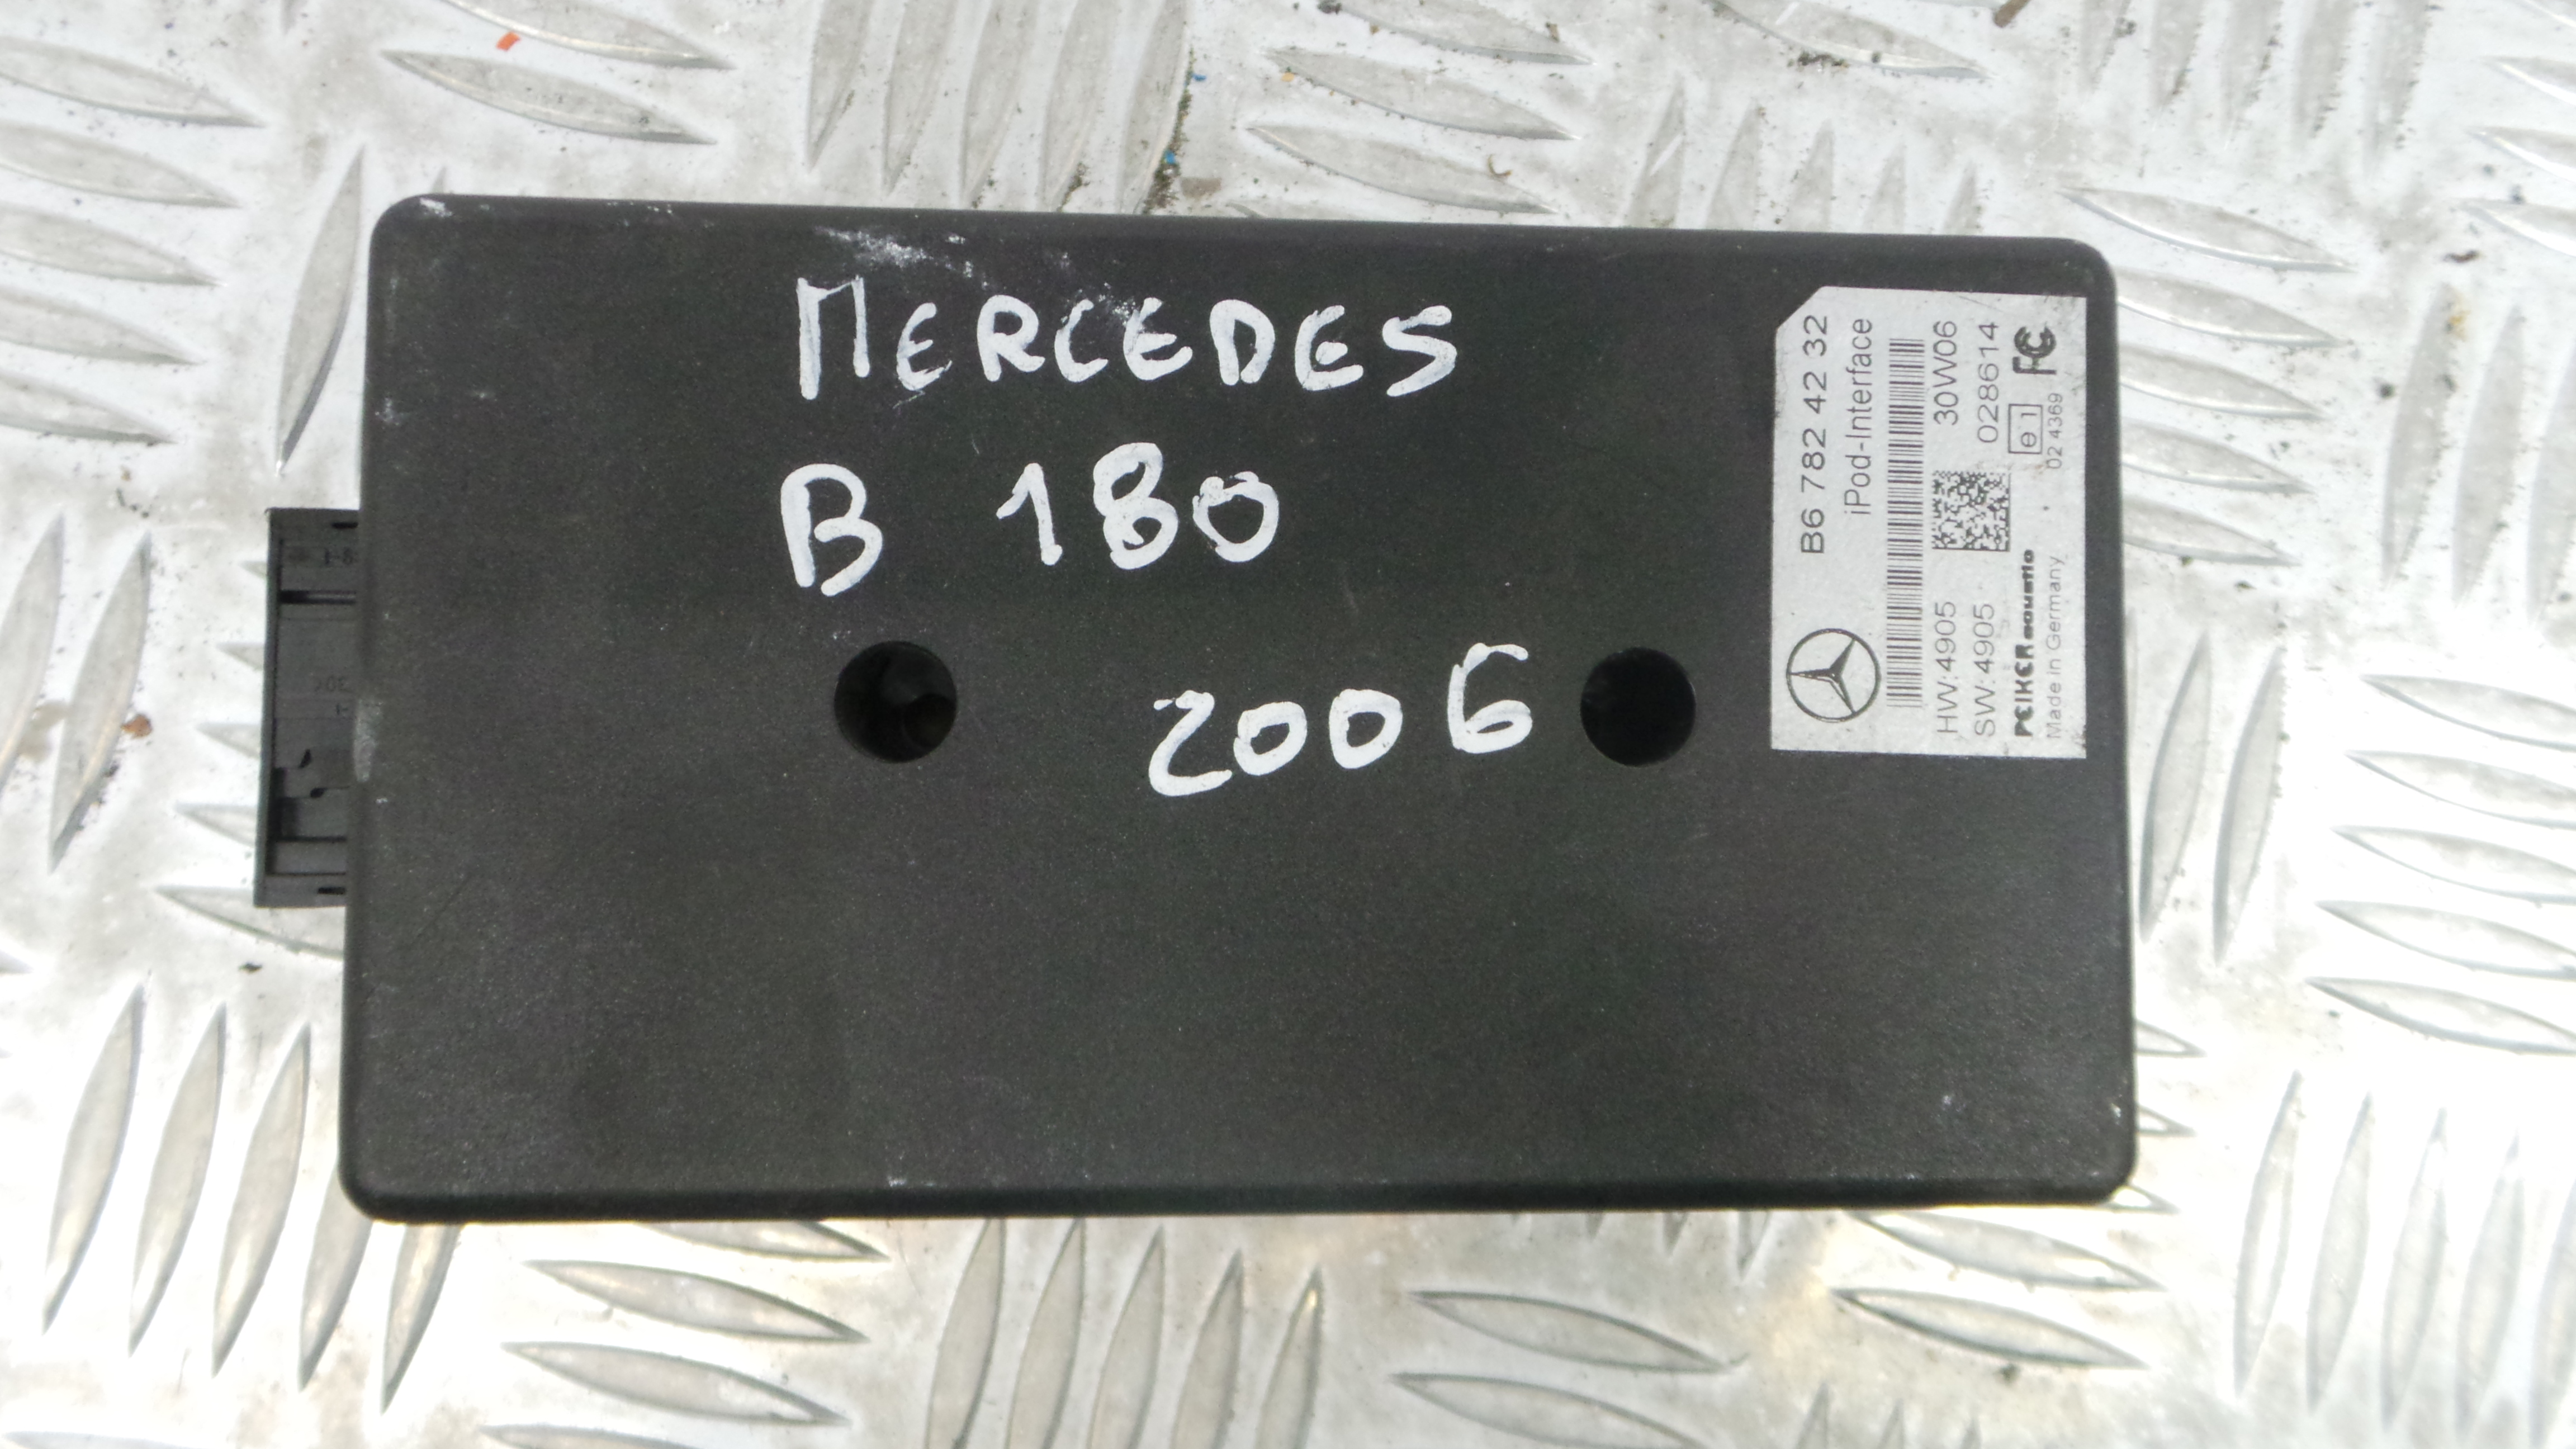 MERCEDES
B 180
2006
B6 782 42 32
iPod-Interface
HW:4905 30W06
SW:4905 028614
PEIKER acustic e1 FC
Made in Germany 02 4369